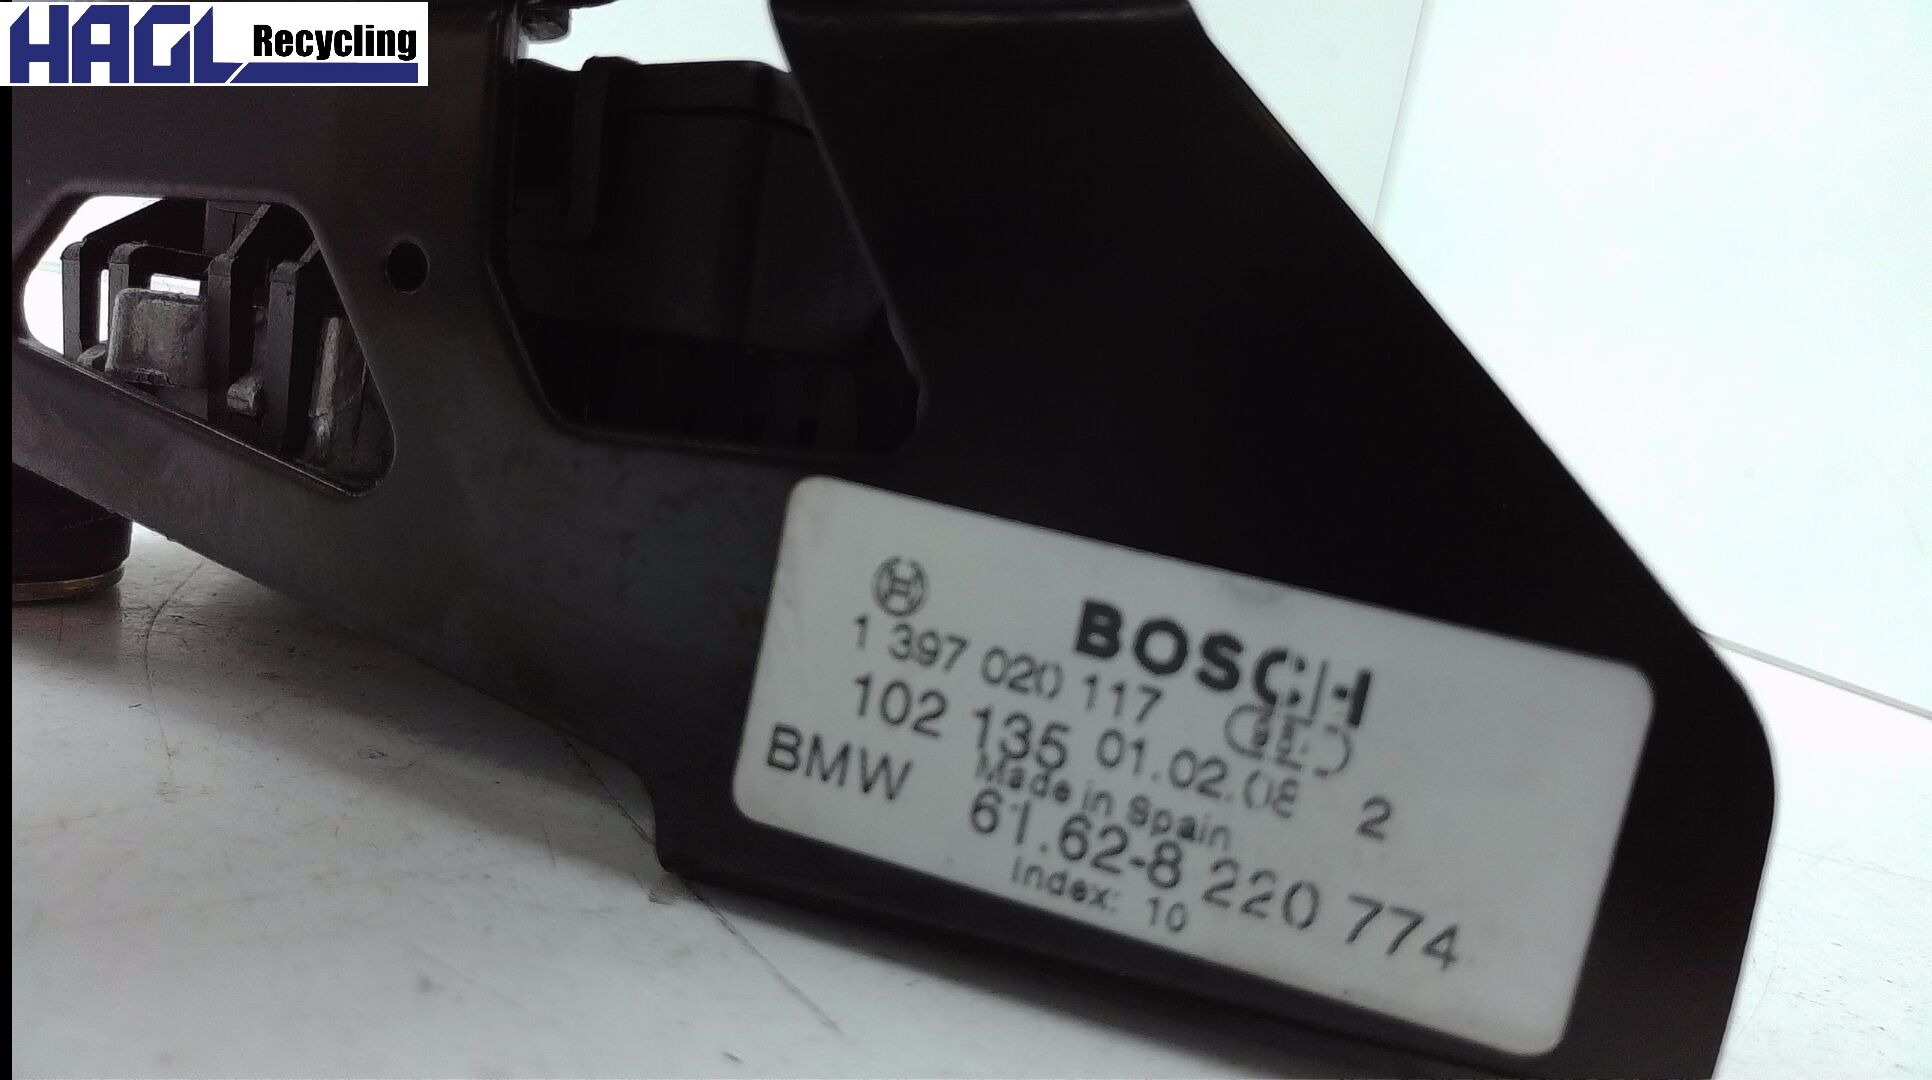 HAGL Recycling
BOSCH
1 397 020 117
102 135 01.02.08 2
Made in Spain
BMW 61.62-8 220 774
Index: 10